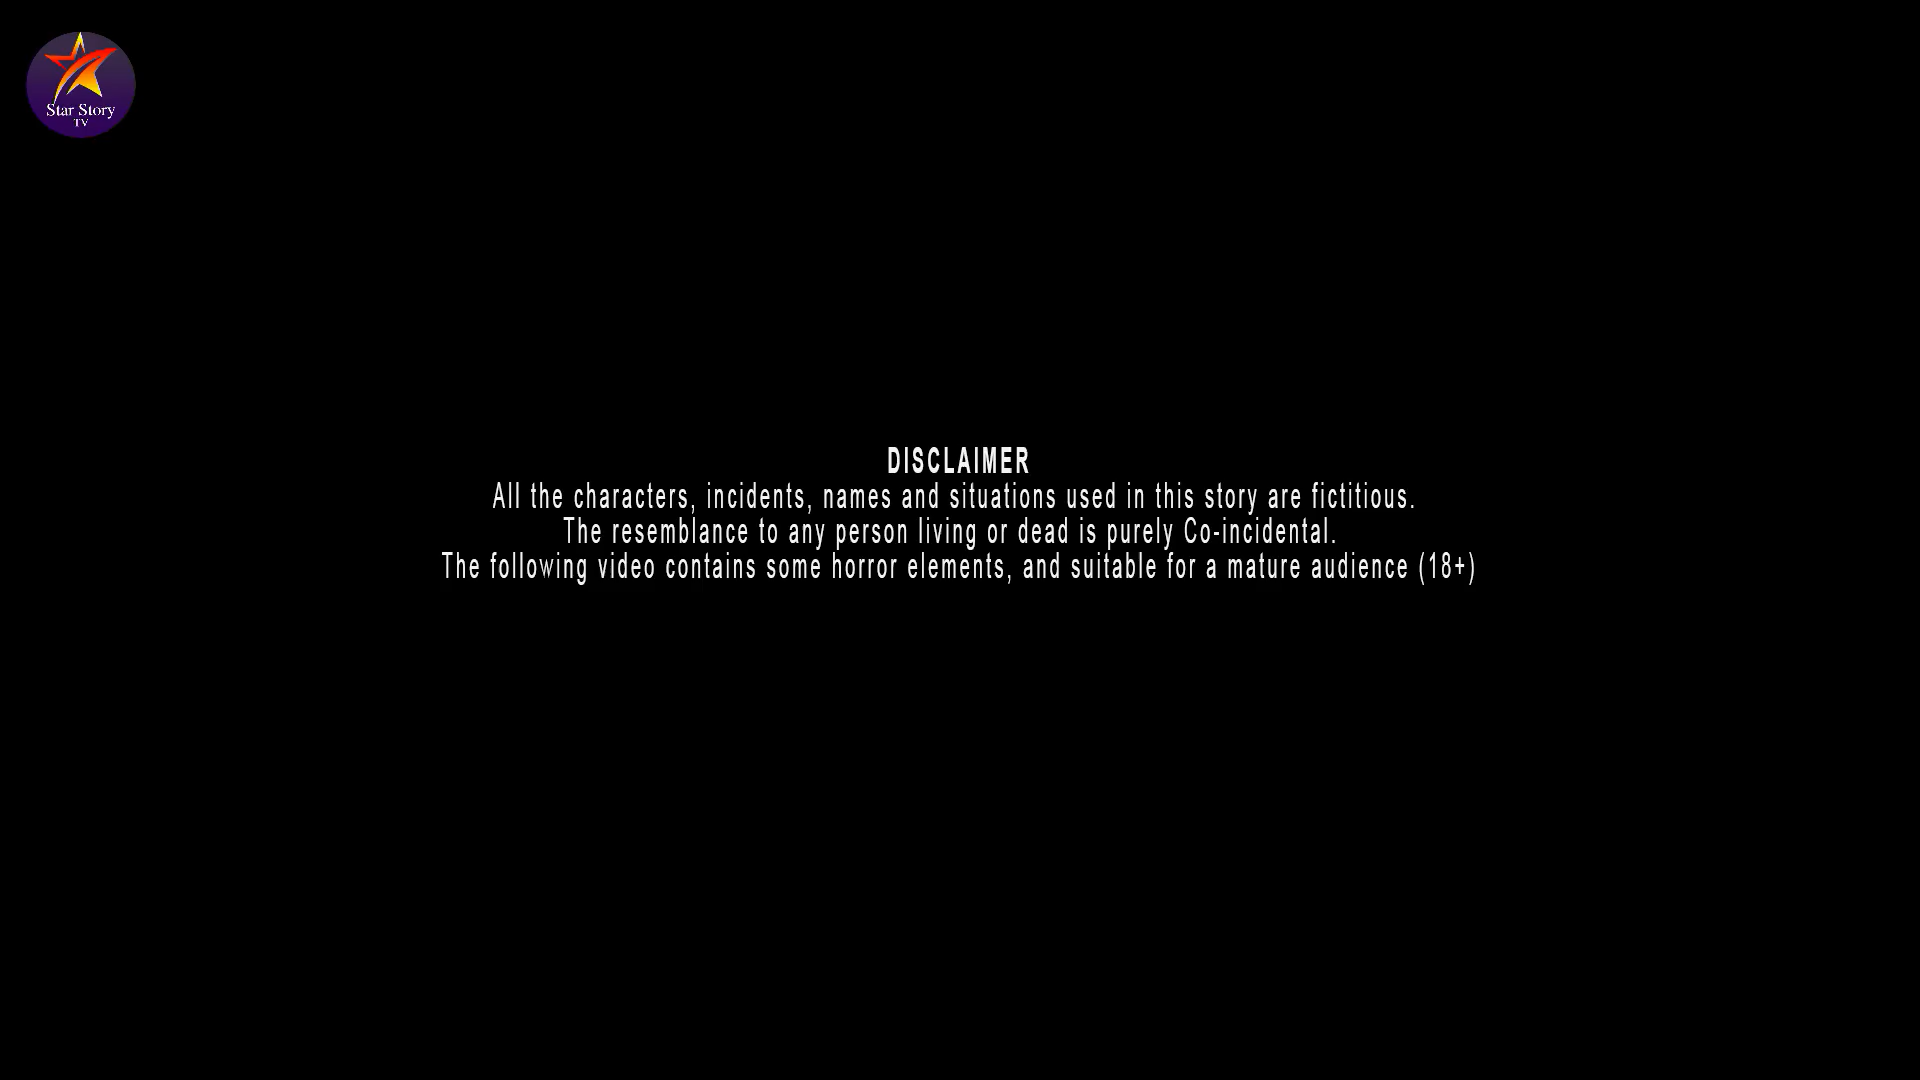 Star Story
TV
DISCLAIMER
All the characters, incidents, names and situations used in this story are fictitious.
The resemblance to any person living or dead is purely Co-incidental.
The following video contains some horror elements, and suitable for a mature audience (18+)